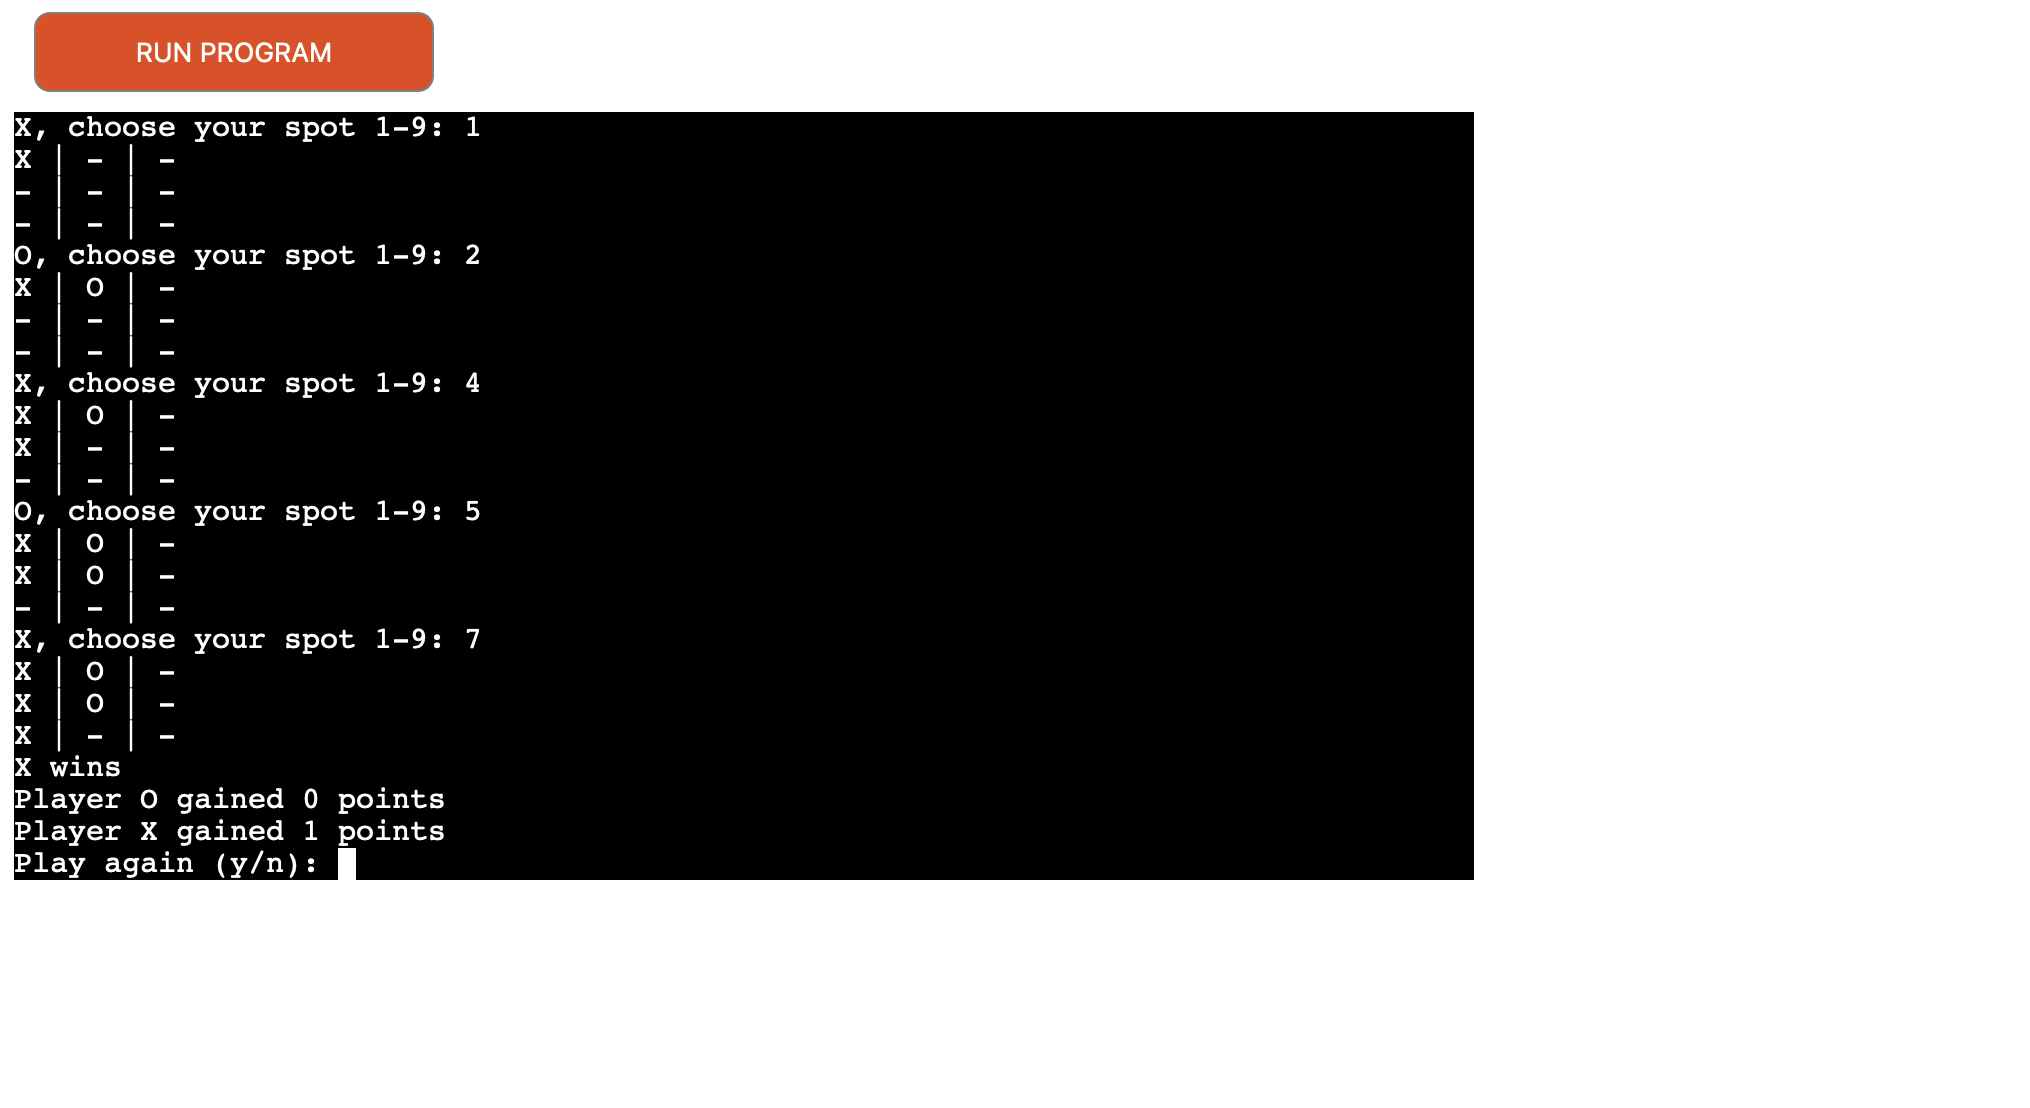 RUN PROGRAM
X, choose your spot 1-9: 1
X | - | -
- | - | -
- | - | -
O, choose your spot 1-9: 2
X | O | -
- | - | -
- | - | -
X, choose your spot 1-9: 4
X | O | -
X | - | -
- | - | -
O, choose your spot 1-9: 5
X | O | -
X | O | -
- | - | -
X, choose your spot 1-9: 7
X | O | -
X | O | -
X | - | -
X wins
Player O gained 0 points
Player X gained 1 points
Play again (y/n):